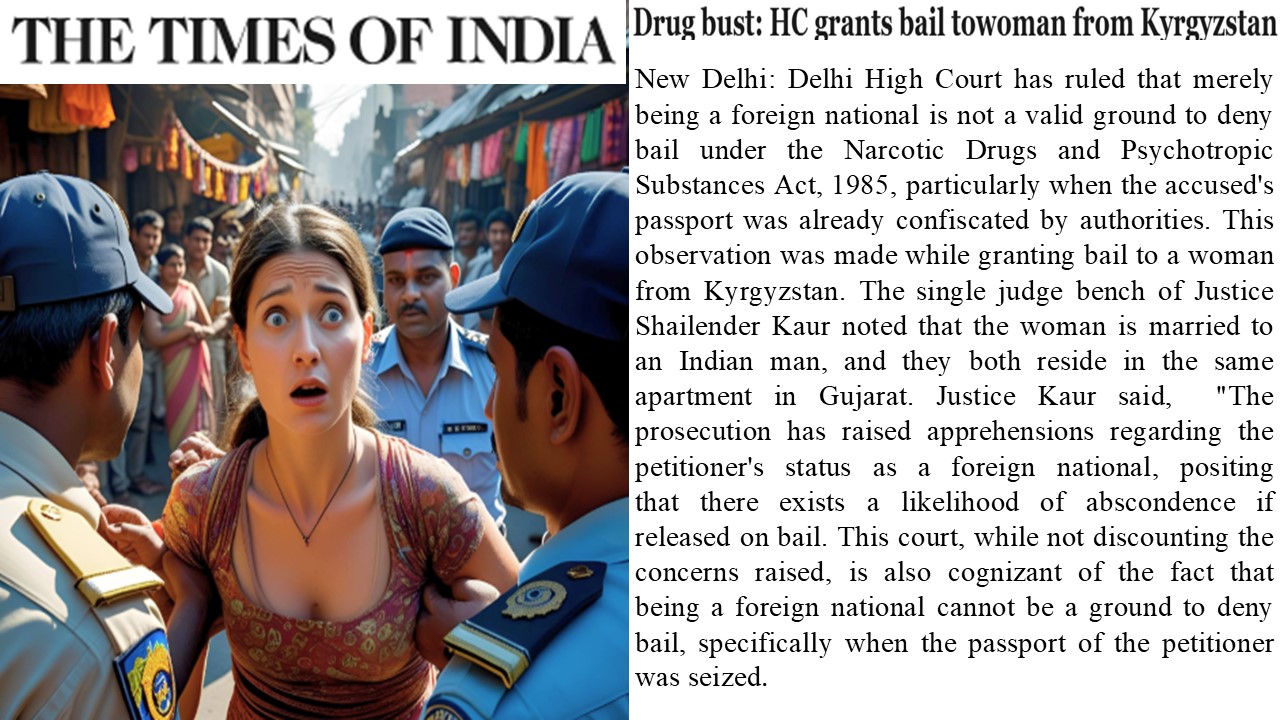 THE TIMES OF INDIA
Drug bust: HC grants bail towoman from Kyrgyzstan
New Delhi: Delhi High Court has ruled that merely
being a foreign national is not a valid ground to deny
bail under the Narcotic Drugs and Psychotropic
Substances Act, 1985, particularly when the accused's
passport was already confiscated by authorities. This
observation was made while granting bail to a woman
from Kyrgyzstan. The single judge bench of Justice
Shailender Kaur noted that the woman is married to
an Indian man, and they both reside in the same
apartment in Gujarat. Justice Kaur said, "The
prosecution has raised apprehensions regarding the
petitioner's status as a foreign national, positing
that there exists a likelihood of abscondence if
released on bail. This court, while not discounting the
concerns raised, is also cognizant of the fact that
being a foreign national cannot be a ground to deny
bail, specifically when the passport of the petitioner
was seized.